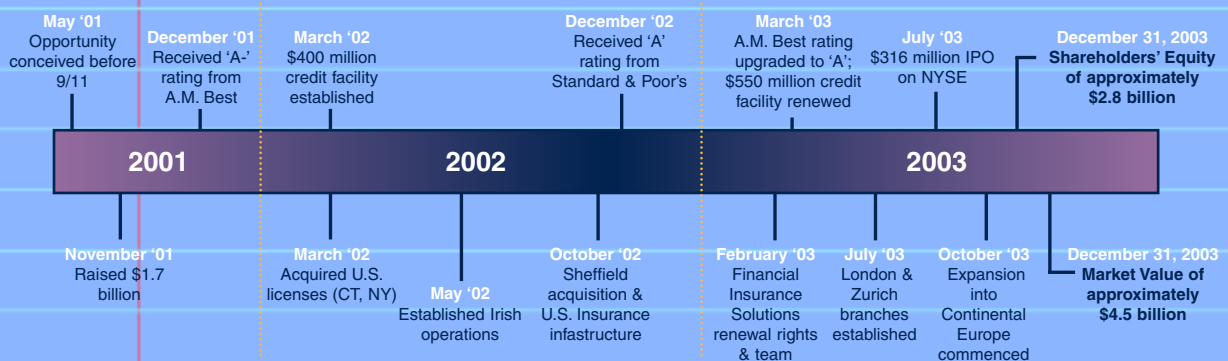 May ‘01
Opportunity
conceived before
9/11
December ‘01
Received ‘A-’
rating from
A.M. Best
March ‘02
$400 million
credit facility
established
December ‘02
Received ‘A’
rating from
Standard & Poor’s
March ‘03
A.M. Best rating
upgraded to ‘A’;
$550 million credit
facility renewed
July ‘03
$316 million IPO
on NYSE
December 31, 2003
Shareholders’ Equity
of approximately
$2.8 billion
2001
2002
2003
November ‘01
Raised $1.7
billion
March ‘02
Acquired U.S.
licenses (CT, NY)
May ‘02
Established Irish
operations
October ‘02
Sheffield
acquisition &
U.S. Insurance
infastructure
February ‘03
Financial
Insurance
Solutions
renewal rights
& team
July ‘03
London &
Zurich
branches
established
October ‘03
Expansion
into
Continental
Europe
commenced
December 31, 2003
Market Value of
approximately
$4.5 billion